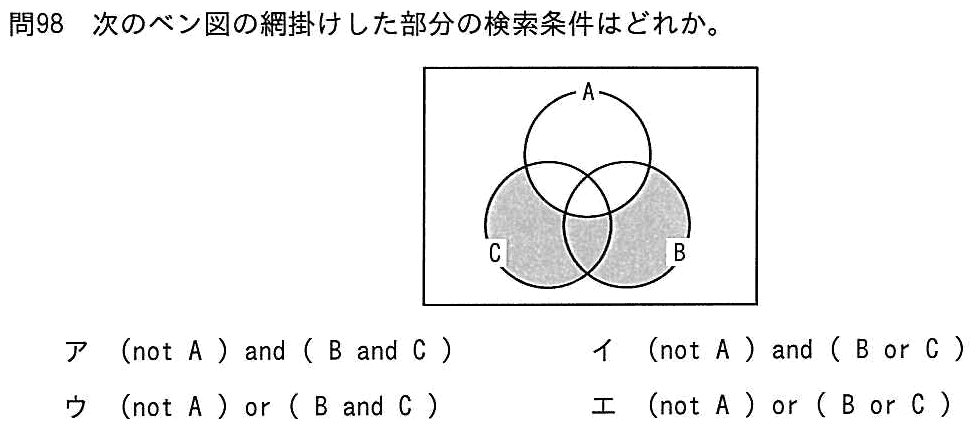 問98 次のベン図の網掛けした部分の検索条件はどれか。
A
C
B
ア (not A ) and ( B and C )
イ (not A ) and ( B or C )
ウ (not A ) or ( B and C )
エ (not A ) or ( B or C )